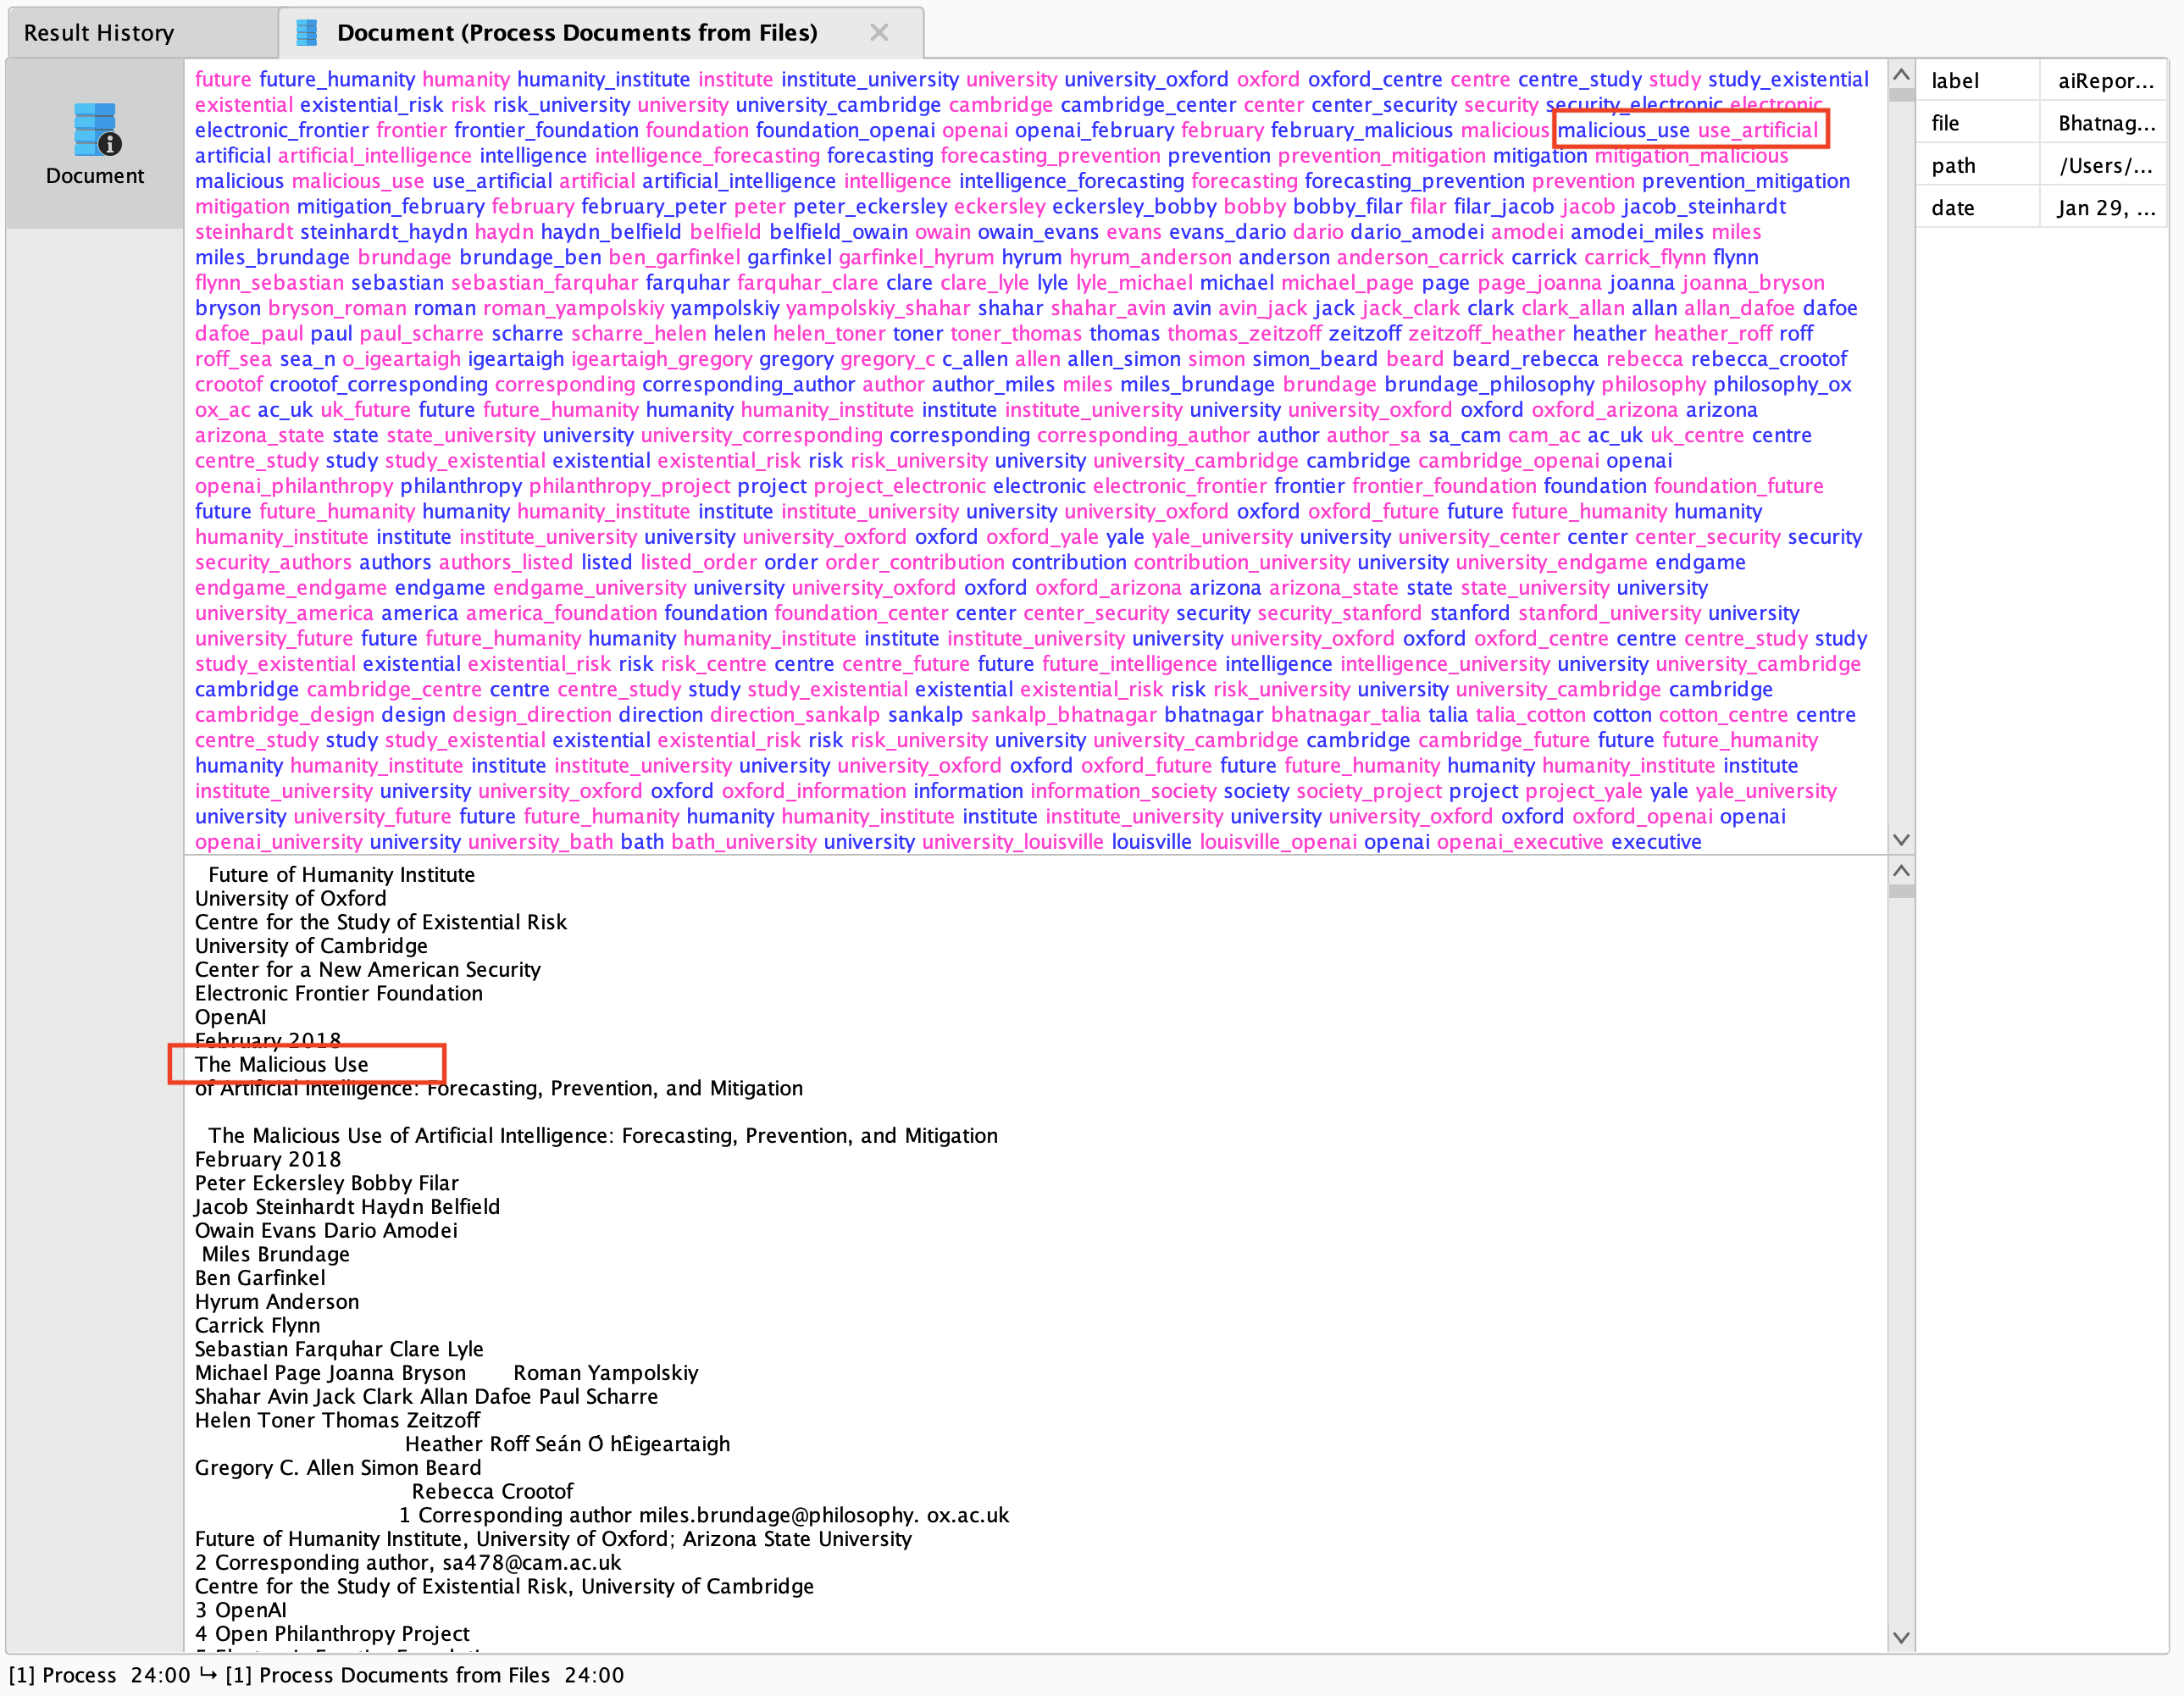 Result History
Document (Process Documents from Files)
Document
future future_humanity humanity humanity_institute institute institute_university university university_oxford oxford oxford_centre centre centre_study study study_existential
existential existential_risk risk risk_university university university_cambridge cambridge cambridge_center center center_security security security_electronic electronic
electronic_frontier frontier frontier_foundation foundation foundation_openai openai openai_february february february_malicious malicious malicious_use use_artificial
artificial artificial_intelligence intelligence intelligence_forecasting forecasting forecasting_prevention prevention prevention_mitigation mitigation mitigation_malicious
malicious malicious_use use_artificial artificial artificial_intelligence intelligence intelligence_forecasting forecasting forecasting_prevention prevention prevention_mitigation
mitigation mitigation_february february february_peter peter peter_eckersley eckersley eckersley_bobby bobby bobby_filar filar filar_jacob jacob jacob_steinhardt
steinhardt steinhardt_haydn haydn haydn_belfield belfield belfield_owain owain owain_evans evans evans_dario dario dario_amodei amodei amodei_miles miles
miles_brundage brundage brundage_ben ben_garfinkel garfinkel garfinkel_hyrum hyrum hyrum_anderson anderson anderson_carrick carrick carrick_flynn flynn
flynn_sebastian sebastian sebastian_farquhar farquhar farquhar_clare clare clare_lyle lyle lyle_michael michael michael_page page page_joanna joanna joanna_bryson
bryson bryson_roman roman roman_yampolskiy yampolskiy yampolskiy_shahar shahar shahar_avin avin avin_jack jack jack_clark clark clark_allan allan allan_dafoe dafoe
dafoe_paul paul paul_scharre scharre scharre_helen helen helen_toner toner toner_thomas thomas thomas_zeitzoff zeitzoff zeitzoff_heather heather heather_roff roff
roff_sea sea_n o_igeartaigh igeartaigh igeartaigh_gregory gregory gregory_c c_allen allen allen_simon simon simon_beard beard beard_rebecca rebecca rebecca_crootof
crootof crootof_corresponding corresponding corresponding_author author author_miles miles miles_brundage brundage brundage_philosophy philosophy philosophy_ox
ox_ac ac_uk uk_future future future_humanity humanity humanity_institute institute institute_university university university_oxford oxford oxford_arizona arizona
arizona_state state state_university university university_corresponding corresponding corresponding_author author author_sa sa_cam cam_ac ac_uk uk_centre centre
centre_study study study_existential existential existential_risk risk risk_university university university_cambridge cambridge cambridge_openai openai
openai_philanthropy philanthropy philanthropy_project project project_electronic electronic electronic_frontier frontier frontier_foundation foundation foundation_future
future future_humanity humanity humanity_institute institute institute_university university university_oxford oxford oxford_future future future_humanity humanity
humanity_institute institute institute_university university university_oxford oxford oxford_yale yale yale_university university university_center center center_security security
security_authors authors authors_listed listed listed_order order order_contribution contribution contribution_university university university_endgame endgame
endgame_endgame endgame endgame_university university university_oxford oxford oxford_arizona arizona arizona_state state state_university university
university_america america america_foundation foundation foundation_center center center_security security security_stanford stanford stanford_university university
university_future future future_humanity humanity humanity_institute institute institute_university university university_oxford oxford oxford_centre centre centre_study study
study_existential existential existential_risk risk risk_centre centre centre_future future future_intelligence intelligence intelligence_university university university_cambridge
cambridge cambridge_centre centre centre_study study study_existential existential existential_risk risk risk_university university university_cambridge cambridge
cambridge_design design design_direction direction direction_sankalp sankalp sankalp_bhatnagar bhatnagar bhatnagar_talia talia talia_cotton cotton cotton_centre centre
centre_study study study_existential existential existential_risk risk risk_university university university_cambridge cambridge cambridge_future future future_humanity
humanity humanity_institute institute institute_university university university_oxford oxford oxford_future future future_humanity humanity humanity_institute institute
institute_university university university_oxford oxford oxford_information information information_society society society_project project project_yale yale yale_university
university university_future future future_humanity humanity humanity_institute institute institute_university university university_oxford oxford oxford_openai openai
openai_university university university_bath bath bath_university university university_louisville louisville louisville_openai openai openai_executive executive
label aiRepor...
file Bhatnag...
path /Users/...
date Jan 29, ...
Future of Humanity Institute
University of Oxford
Centre for the Study of Existential Risk
University of Cambridge
Center for a New American Security
Electronic Frontier Foundation
OpenAI
February 2018
The Malicious Use
of Artificial Intelligence: Forecasting, Prevention, and Mitigation
The Malicious Use of Artificial Intelligence: Forecasting, Prevention, and Mitigation
February 2018
Peter Eckersley Bobby Filar
Jacob Steinhardt Haydn Belfield
Owain Evans Dario Amodei
Miles Brundage
Ben Garfinkel
Hyrum Anderson
Carrick Flynn
Sebastian Farquhar Clare Lyle
Michael Page Joanna Bryson Roman Yampolskiy
Shahar Avin Jack Clark Allan Dafoe Paul Scharre
Helen Toner Thomas Zeitzoff
Heather Roff Seán Ó hÉigeartaigh
Gregory C. Allen Simon Beard
Rebecca Crootof
1 Corresponding author miles.brundage@philosophy. ox.ac.uk
Future of Humanity Institute, University of Oxford; Arizona State University
2 Corresponding author, sa478@cam.ac.uk
Centre for the Study of Existential Risk, University of Cambridge
3 OpenAI
4 Open Philanthropy Project
[1] Process 24:00 ↳ [1] Process Documents from Files 24:00